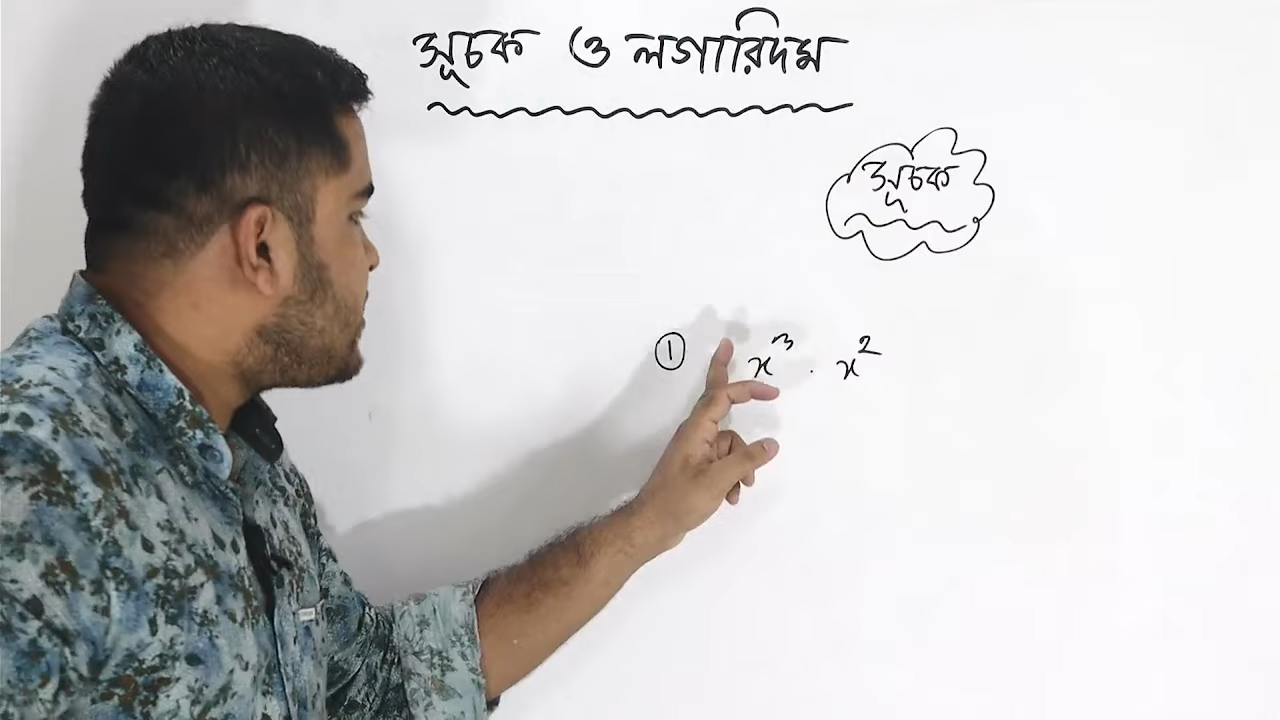 সূচক ও লগারিদম
সূচক
① x³ . x²